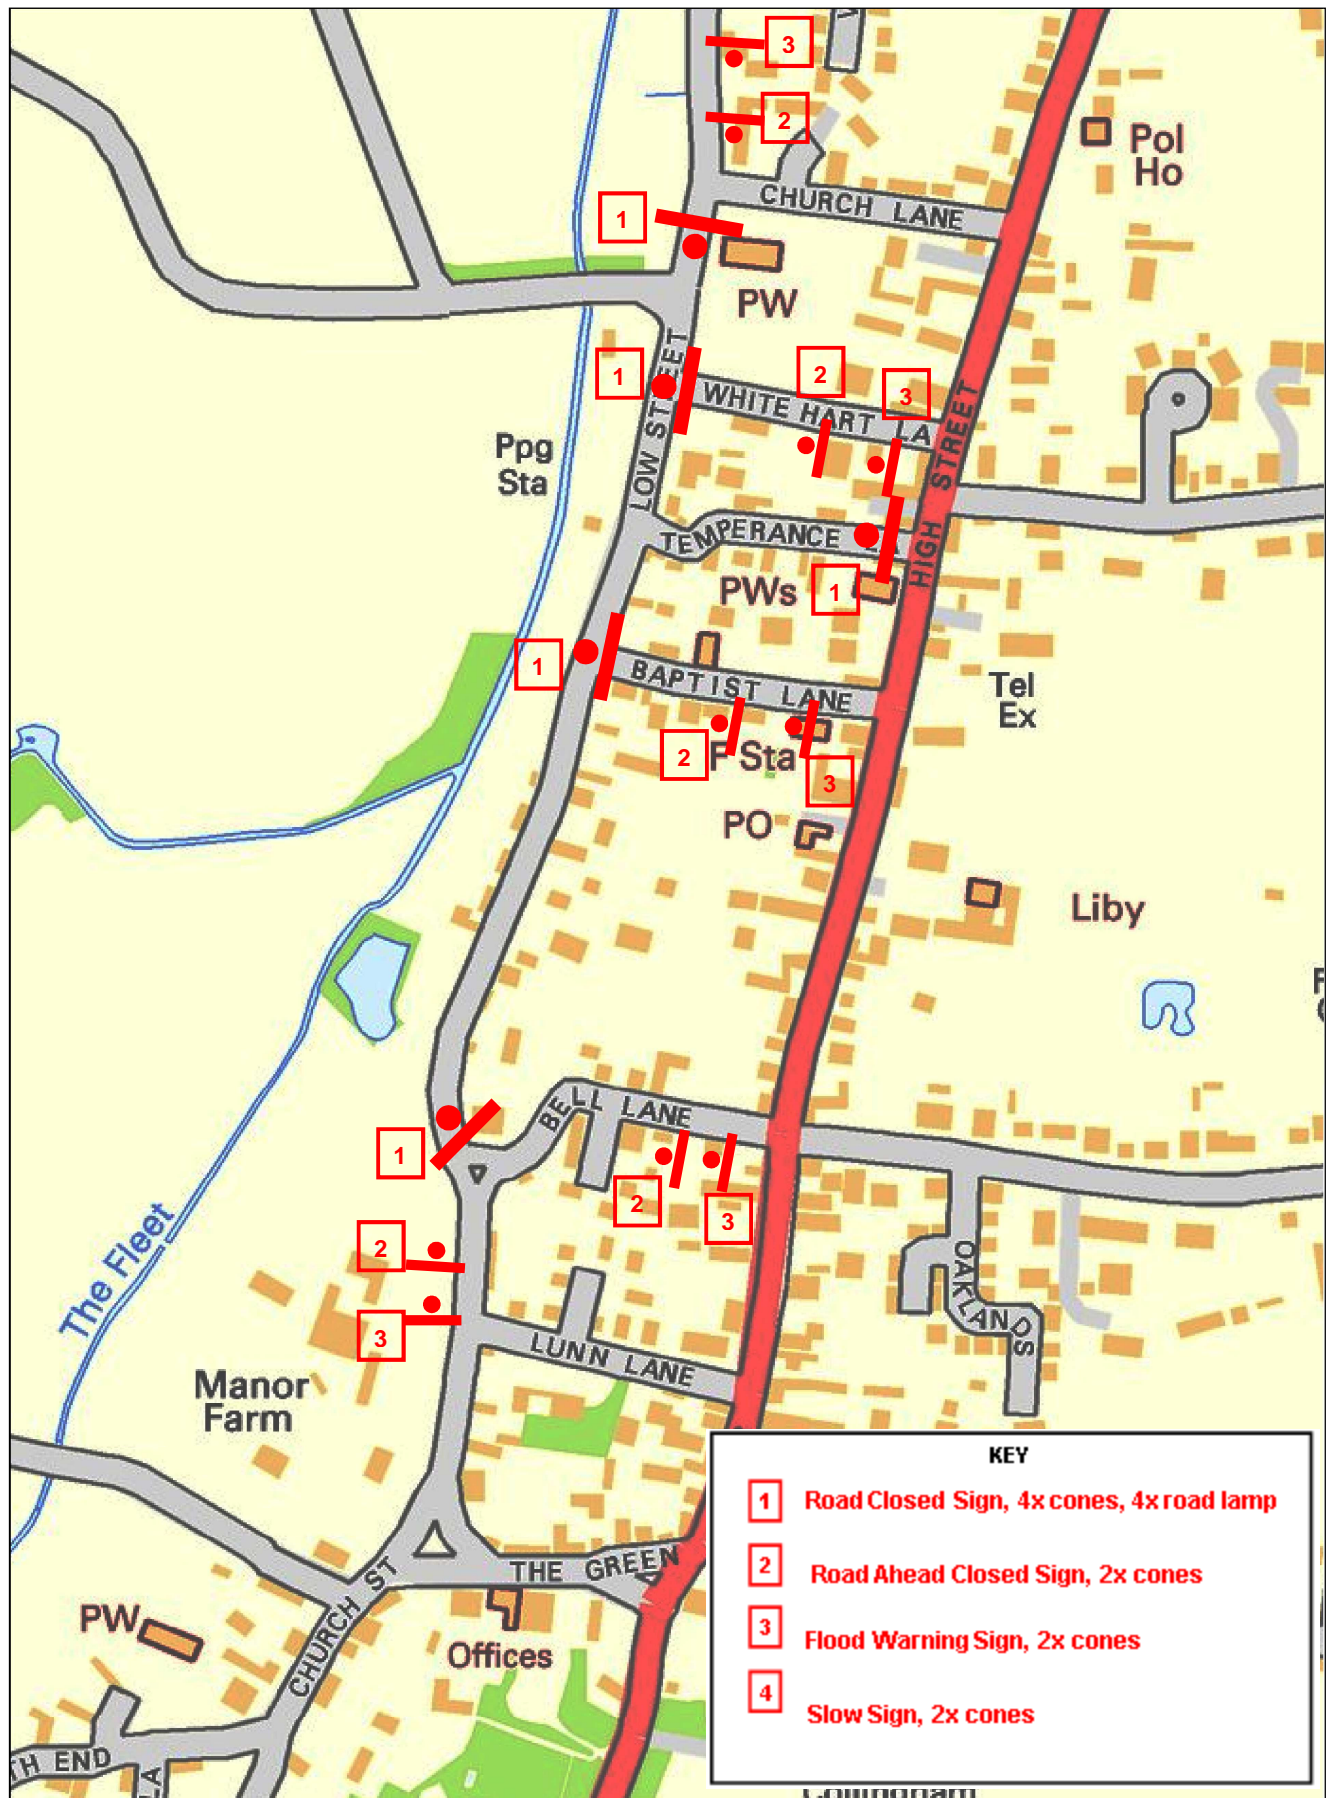 3
2
Pol
Ho
CHURCH LANE
1
PW
1
2
3
WHITE HART LA
LOW STREET
HIGH STREET
Ppg
Sta
TEMPERANCE
PWs
1
1
BAPTIST LANE
Tel
Ex
2
F Sta
3
PO
Liby
BELL LANE
1
2
3
2
The Fleet
3
OAKLANDS
LUNN LANE
Manor
Farm
KEY
1 Road Closed Sign, 4x cones, 4x road lamp
2 Road Ahead Closed Sign, 2x cones
3 Flood Warning Sign, 2x cones
4 Slow Sign, 2x cones
THE GREEN
CHURCH ST
PW
Offices
TH END
LA